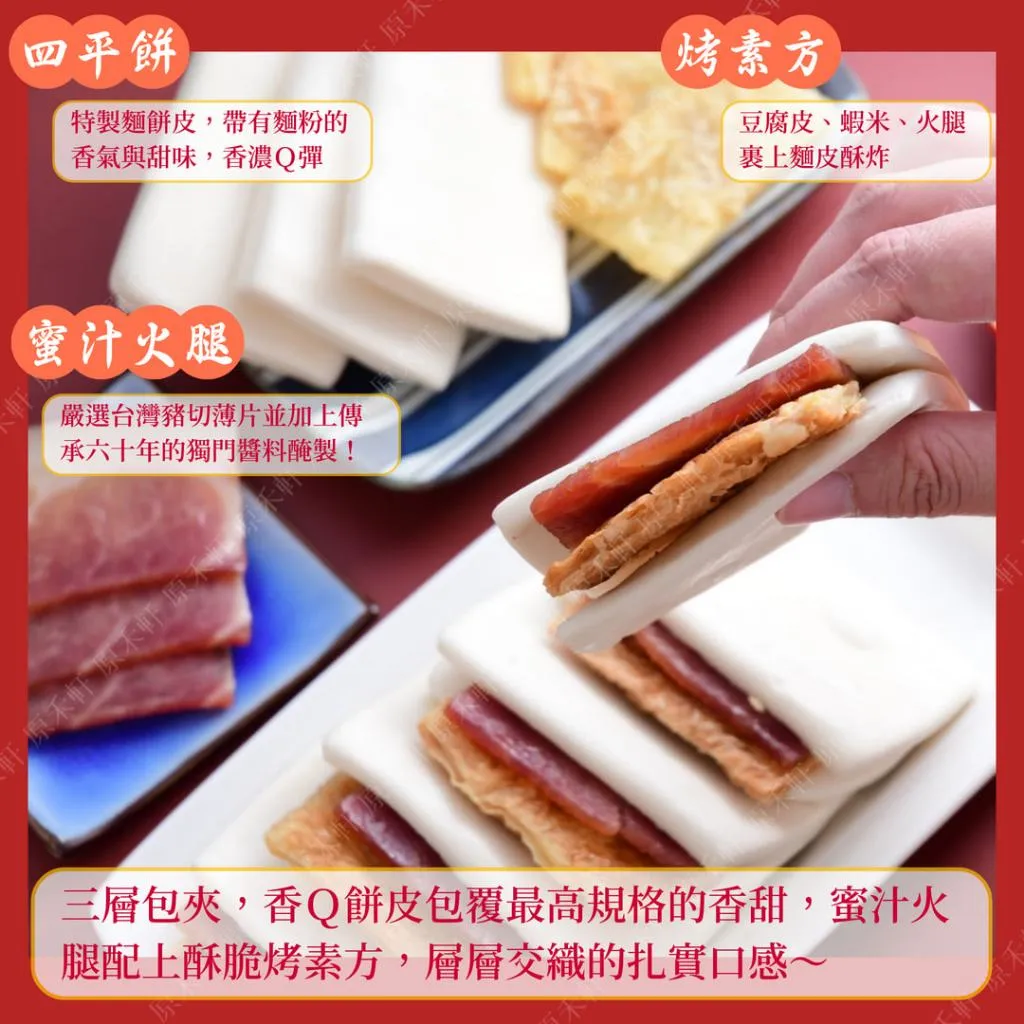 四平餅
特製麵餅皮，帶有麵粉的
香氣與甜味，香濃Q彈
烤素方
豆腐皮、蝦米、火腿
裹上麵皮酥炸
蜜汁火腿
嚴選台灣豬切薄片並加上傳
承六十年的獨門醬料醃製！
三層包夾，香Q餅皮包覆最高規格的香甜，蜜汁火
腿配上酥脆烤素方，層層交織的扎實口感～
原禾軒